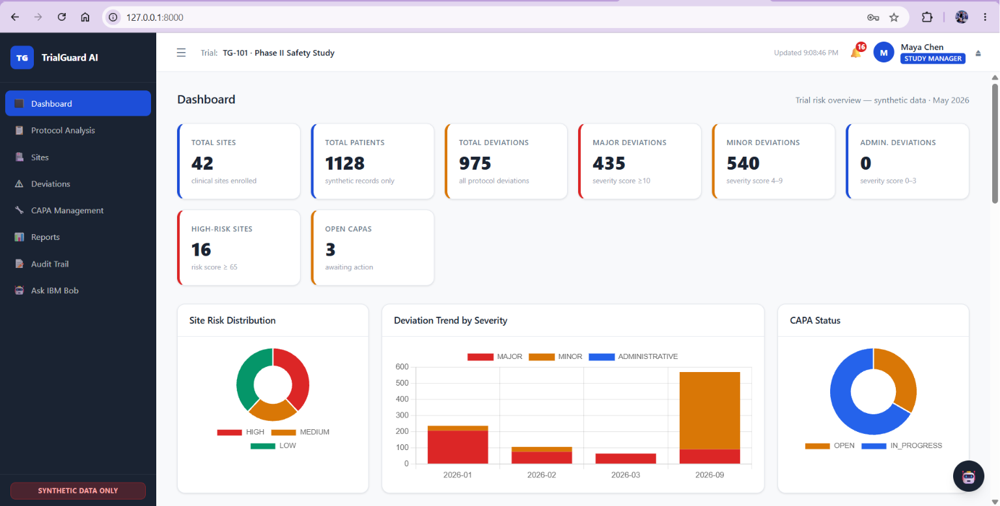 127.0.0.1:8000
TG TrialGuard AI
Trial: TG-101 · Phase II Safety Study
Updated 9:08:46 PM
16
M
Maya Chen
STUDY MANAGER
Dashboard
Protocol Analysis
Sites
Deviations
CAPA Management
Reports
Audit Trail
Ask IBM Bob
SYNTHETIC DATA ONLY
Dashboard
Trial risk overview — synthetic data · May 2026
TOTAL SITES
42
clinical sites enrolled
TOTAL PATIENTS
1128
synthetic records only
TOTAL DEVIATIONS
975
all protocol deviations
MAJOR DEVIATIONS
435
severity score ≥10
MINOR DEVIATIONS
540
severity score 4–9
ADMIN. DEVIATIONS
0
severity score 0–3
HIGH-RISK SITES
16
risk score ≥ 65
OPEN CAPAS
3
awaiting action
Site Risk Distribution
HIGH MEDIUM
LOW
Deviation Trend by Severity
MAJOR MINOR ADMINISTRATIVE
600
500
400
300
200
100
0
2026-01 2026-02 2026-03 2026-09
CAPA Status
OPEN IN_PROGRESS